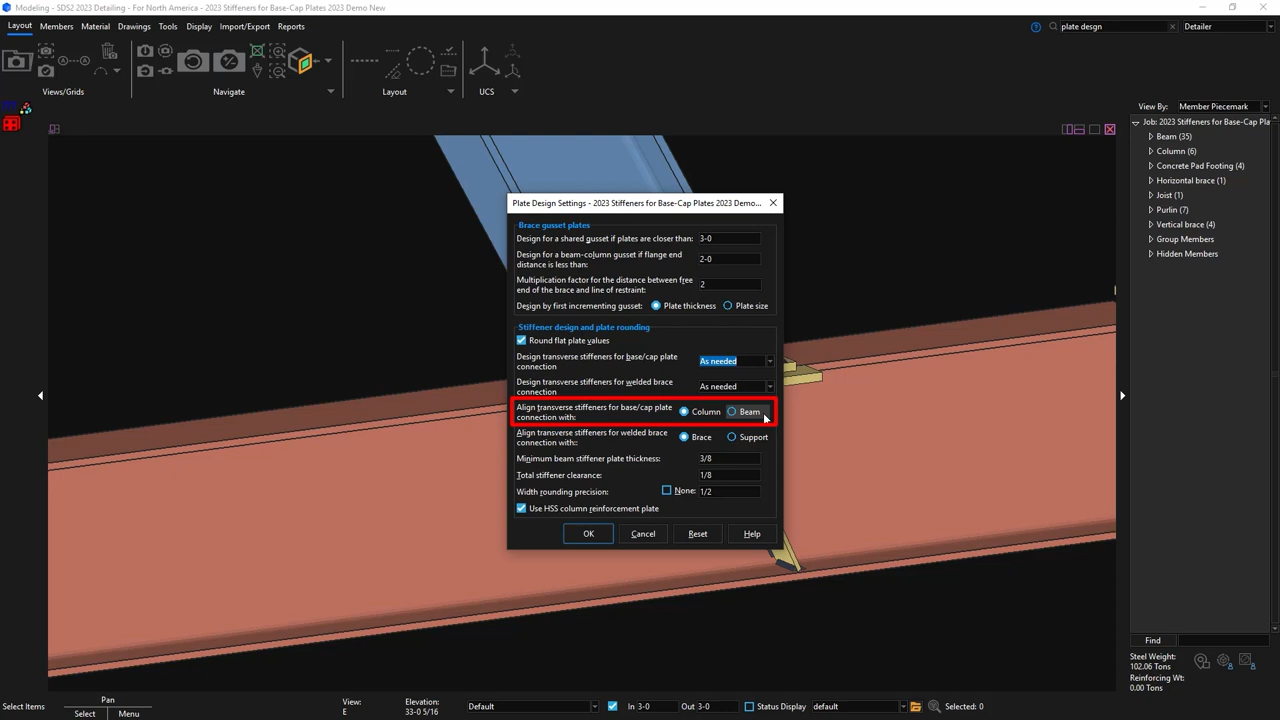 Modeling - SDS2 2023 Detailing - For North America - 2023 Stiffeners for Base-Cap Plates 2023 Demo New
Layout Members Material Drawings Tools Display Import/Export Reports
plate desgn
Detailer
Views/Grids
Navigate
Layout
UCS
View By: Member Piecemark
Job: 2023 Stiffeners for Base-Cap Pla
Beam (35)
Column (6)
Concrete Pad Footing (4)
Horizontal brace (1)
Joist (1)
Purlin (7)
Vertical brace (4)
Group Members
Hidden Members
Plate Design Settings - 2023 Stiffeners for Base-Cap Plates 2023 Demo...
Brace gusset plates
Design for a shared gusset if plates are closer than: 3-0
Design for a beam-column gusset if flange end
distance is less than: 2-0
Multiplication factor for the distance between free
end of the brace and line of restraint: 2
Design by first incrementing gusset: Plate thickness Plate size
Stiffener design and plate rounding
Round flat plate values
Design transverse stiffeners for base/cap plate
connection As needed
Design transverse stiffeners for welded brace
connection As needed
Align transverse stiffeners for base/cap plate
connection with: Column Beam
Align transverse stiffeners for welded brace
connection with:: Brace Support
Minimum beam stiffener plate thickness: 3/8
Total stiffener clearance: 1/8
Width rounding precision: None: 1/2
Use HSS column reinforcement plate
OK Cancel Reset Help
Find
Steel Weight:
102.06 Tons
Reinforcing Wt:
0.00 Tons
Select Items
Pan
Select Menu
View:
E
Elevation:
33-0 5/16
Default
In 3-0 Out 3-0
Status Display default
Selected: 0